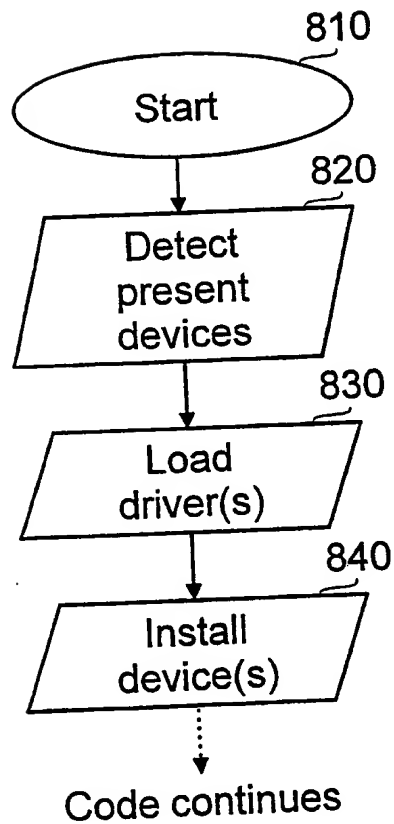 810
Start
820
Detect
present
devices
830
Load
driver(s)
840
Install
device(s)
Code continues